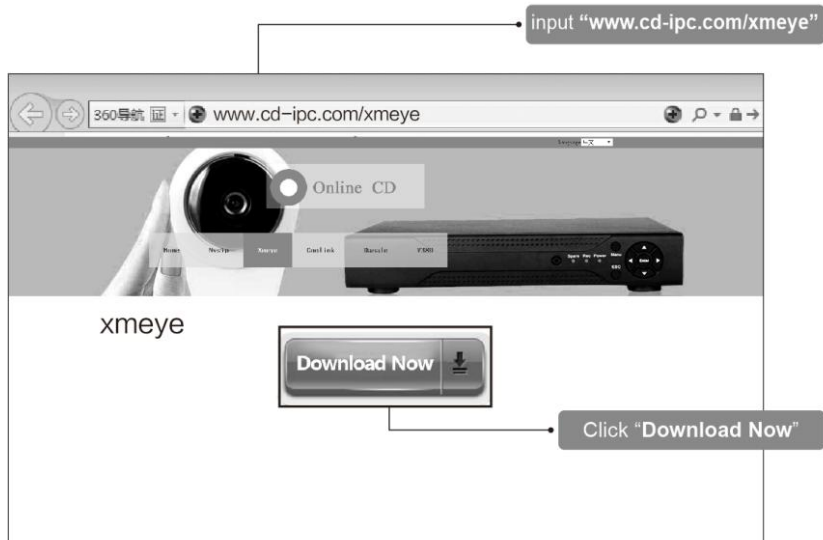 input “www.cd-ipc.com/xmeye”
360导航
www.cd-ipc.com/xmeye
Online CD
Home
Xmeye
xmeye
Download Now
Click “Download Now”